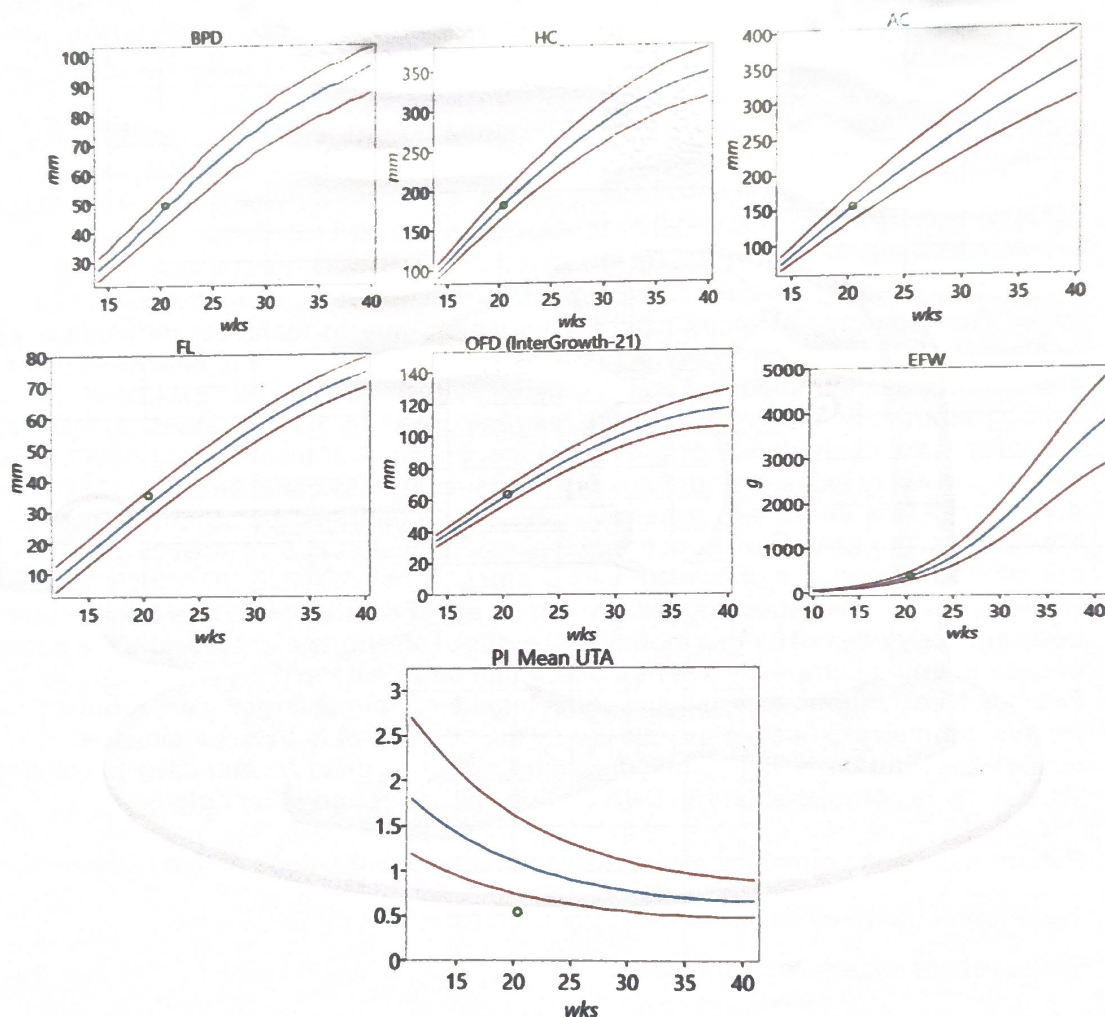 BPD
100
90
80
70
60
50
40
30
mm
15 20 25 30 35 40
wks
HC
350
300
250
200
150
100
mm
15 20 25 30 35 40
wks
AC
400
350
300
250
200
150
100
mm
15 20 25 30 35 40
wks
FL
80
70
60
50
40
30
20
10
mm
15 20 25 30 35 40
wks
OFD (InterGrowth-21)
140
120
100
80
60
40
20
0
mm
15 20 25 30 35 40
wks
EFW
5000
4000
3000
2000
1000
0
g
10 15 20 25 30 35 40
wks
PI Mean UTA
3
2.5
2
1.5
1
0.5
0
15 20 25 30 35 40
wks